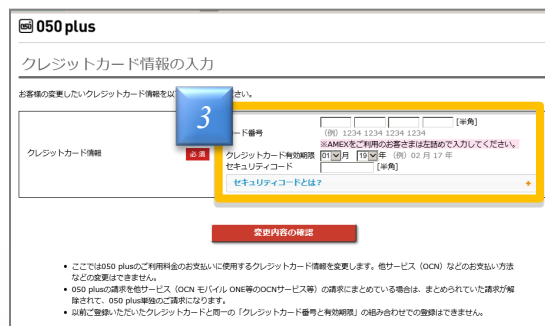 050 050 plus
クレジットカード情報の入力
お客様の変更したいクレジットカード情報を以 さい。
3
クレジットカード情報
必須
ード番号
[半角]
(例) 1234 1234 1234 1234
※AMEXをご利用のお客さまは左詰めで入力してください。
クレジットカード有効期限 01月 19年 (例) 02 月 17 年
セキュリティコード [半角]
セキュリティコードとは?
変更内容の確認
• ここでは050 plusのご利用料金のお支払いに使用するクレジットカード情報を変更します。他サービス（OCN）などのお支払い方法
などの変更はできません。
• 050 plusの請求を他サービス（OCN モバイル ONE等のOCNサービス等）の請求にまとめている場合は、まとめられていた請求が解
除されて、050 plus単独のご請求になります。
• 以前ご登録いただいたクレジットカードと同一の「クレジットカード番号と有効期限」の組み合わせでの登録はできません。